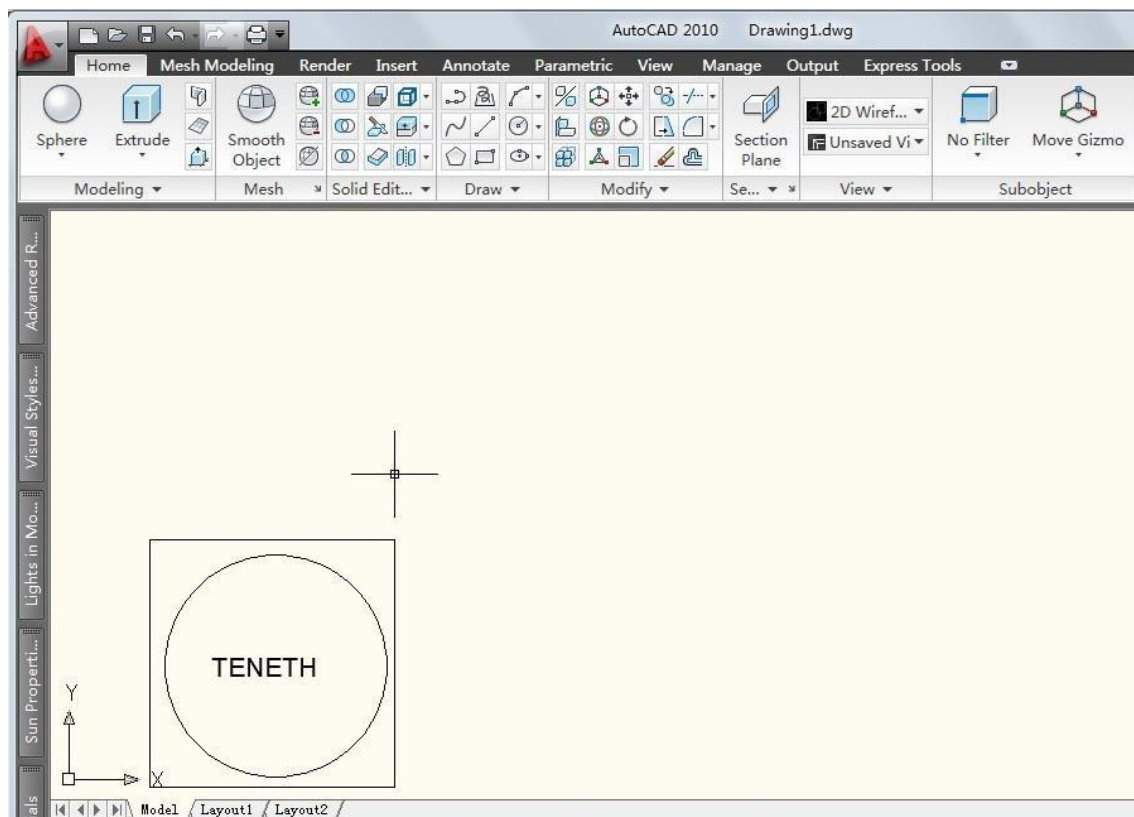 AutoCAD 2010 Drawing1.dwg
Home Mesh Modeling Render Insert Annotate Parametric View Manage Output Express Tools
Sphere Extrude Smooth Object Section Plane 2D Wiref... No Filter Move Gizmo
Unsaved Vi
Modeling Mesh Solid Edit... Draw Modify Se... View Subobject
Advanced R...
Visual Styles...
Lights in Mo...
Sun Properti...
als
TENETH
Y
X
Model Layout1 Layout2